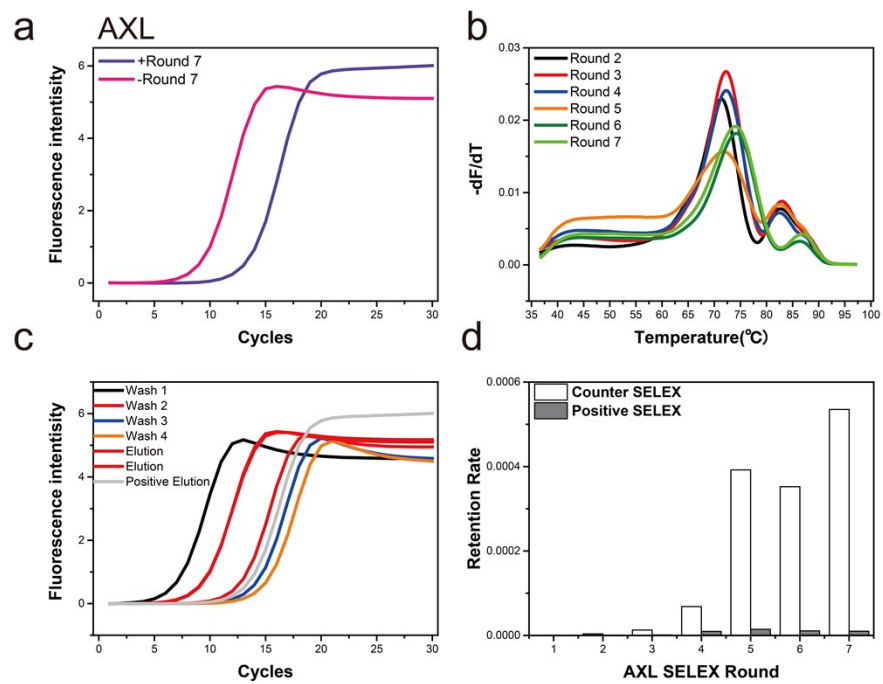 a
AXL
+Round 7
-Round 7
Fluorescence intentisity
6
4
2
0
0 5 10 15 20 25 30
Cycles
b
Round 2
Round 3
Round 4
Round 5
Round 6
Round 7
-dF/dT
0.03
0.02
0.01
0.00
35 40 45 50 55 60 65 70 75 80 85 90 95 100
Temperature(℃)
c
Wash 1
Wash 2
Wash 3
Wash 4
Elution
Elution
Positive Elution
Fluorescence intentisity
6
4
2
0
0 5 10 15 20 25 30
Cycles
d
Counter SELEX
Positive SELEX
Retention Rate
0.0006
0.0004
0.0002
0.0000
1 2 3 4 5 6 7
AXL SELEX Round